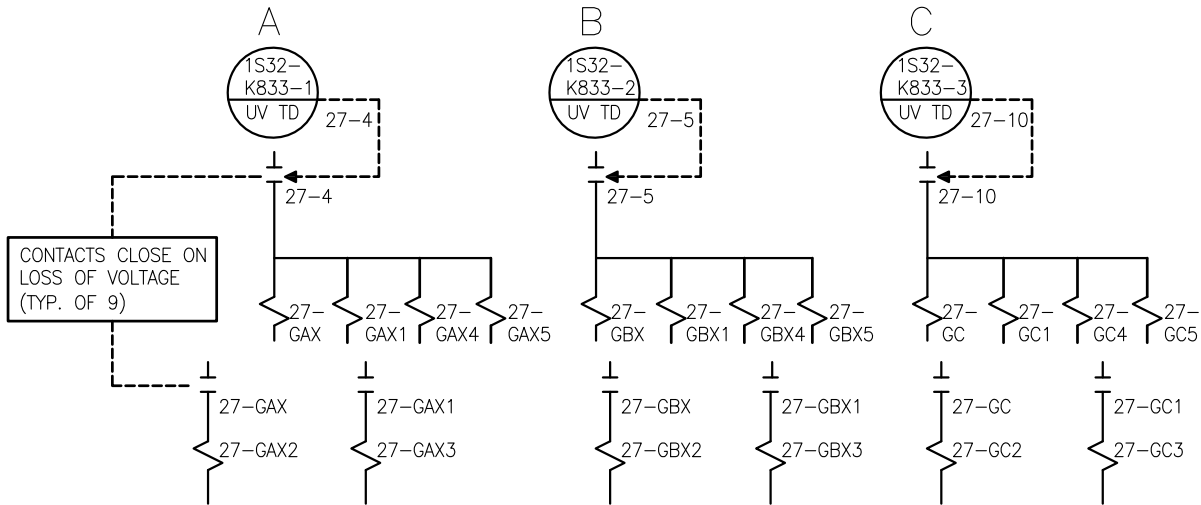 A
B
C
1S32-
K833-1
UV TD
27-4
27-4
1S32-
K833-2
UV TD
27-5
27-5
1S32-
K833-3
UV TD
27-10
27-10
CONTACTS CLOSE ON
LOSS OF VOLTAGE
(TYP. OF 9)
27-
GAX
27-
GAX1
27-
GAX4
27-
GAX5
27-
GBX
27-
GBX1
27-
GBX4
27-
GBX5
27-
GC
27-
GC1
27-
GC4
27-
GC5
27-GAX
27-GAX2
27-GAX1
27-GAX3
27-GBX
27-GBX2
27-GBX1
27-GBX3
27-GC
27-GC2
27-GC1
27-GC3